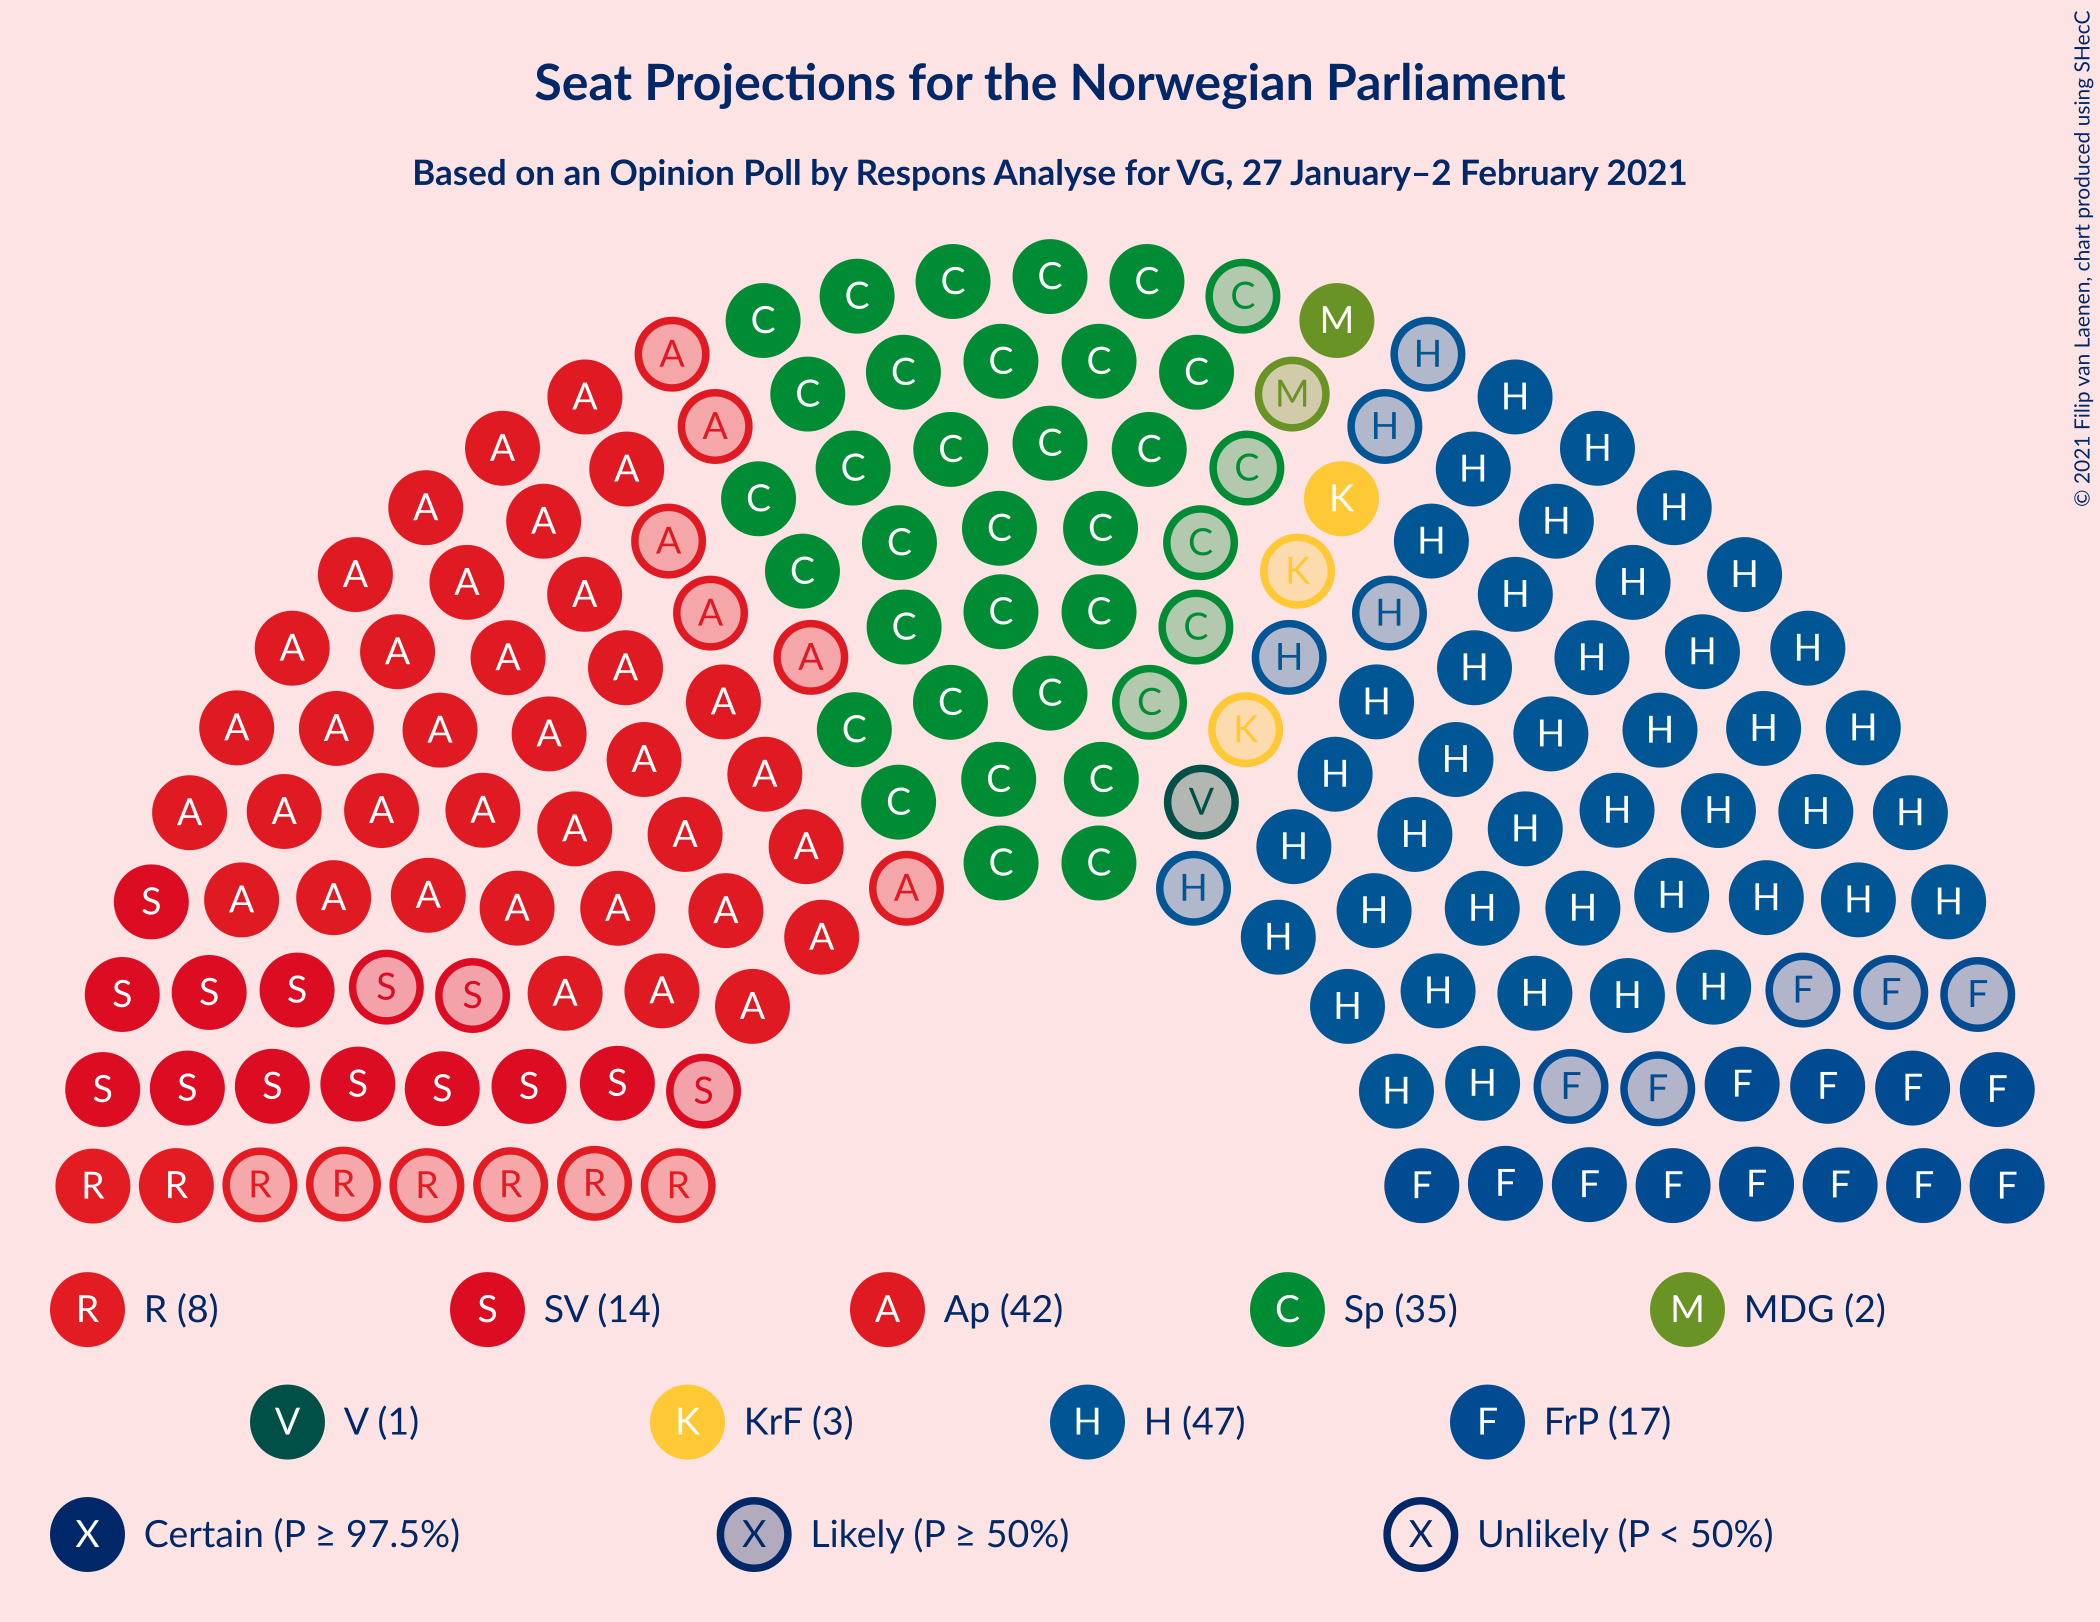 Seat Projections for the Norwegian Parliament
Based on an Opinion Poll by Respons Analyse for VG, 27 January–2 February 2021
© 2021 Filip van Laenen, chart produced using SHecC
C C C C C C M
A C H
A C C C C C M H
A A H H
A C C C C C H
A A C K H H
A A C C C C K H H
A A A C C C C H H H
A A A A C C C C H H H H
A A A A C C C C K H H H H
A A A A A C C C V H H H H H
A A A A A A A C C H H H H H H H
S A A A A A A A A H H H H H H H H H
S S S S S A A A H H H H H F F F
S S S S S S S S H H F F F F F F
R R R R R R R R F F F F F F F F
R R (8) S SV (14) A Ap (42) C Sp (35) M MDG (2)
V V (1) K KrF (3) H H (47) F FrP (17)
X Certain (P ≥ 97.5%) X Likely (P ≥ 50%) X Unlikely (P < 50%)